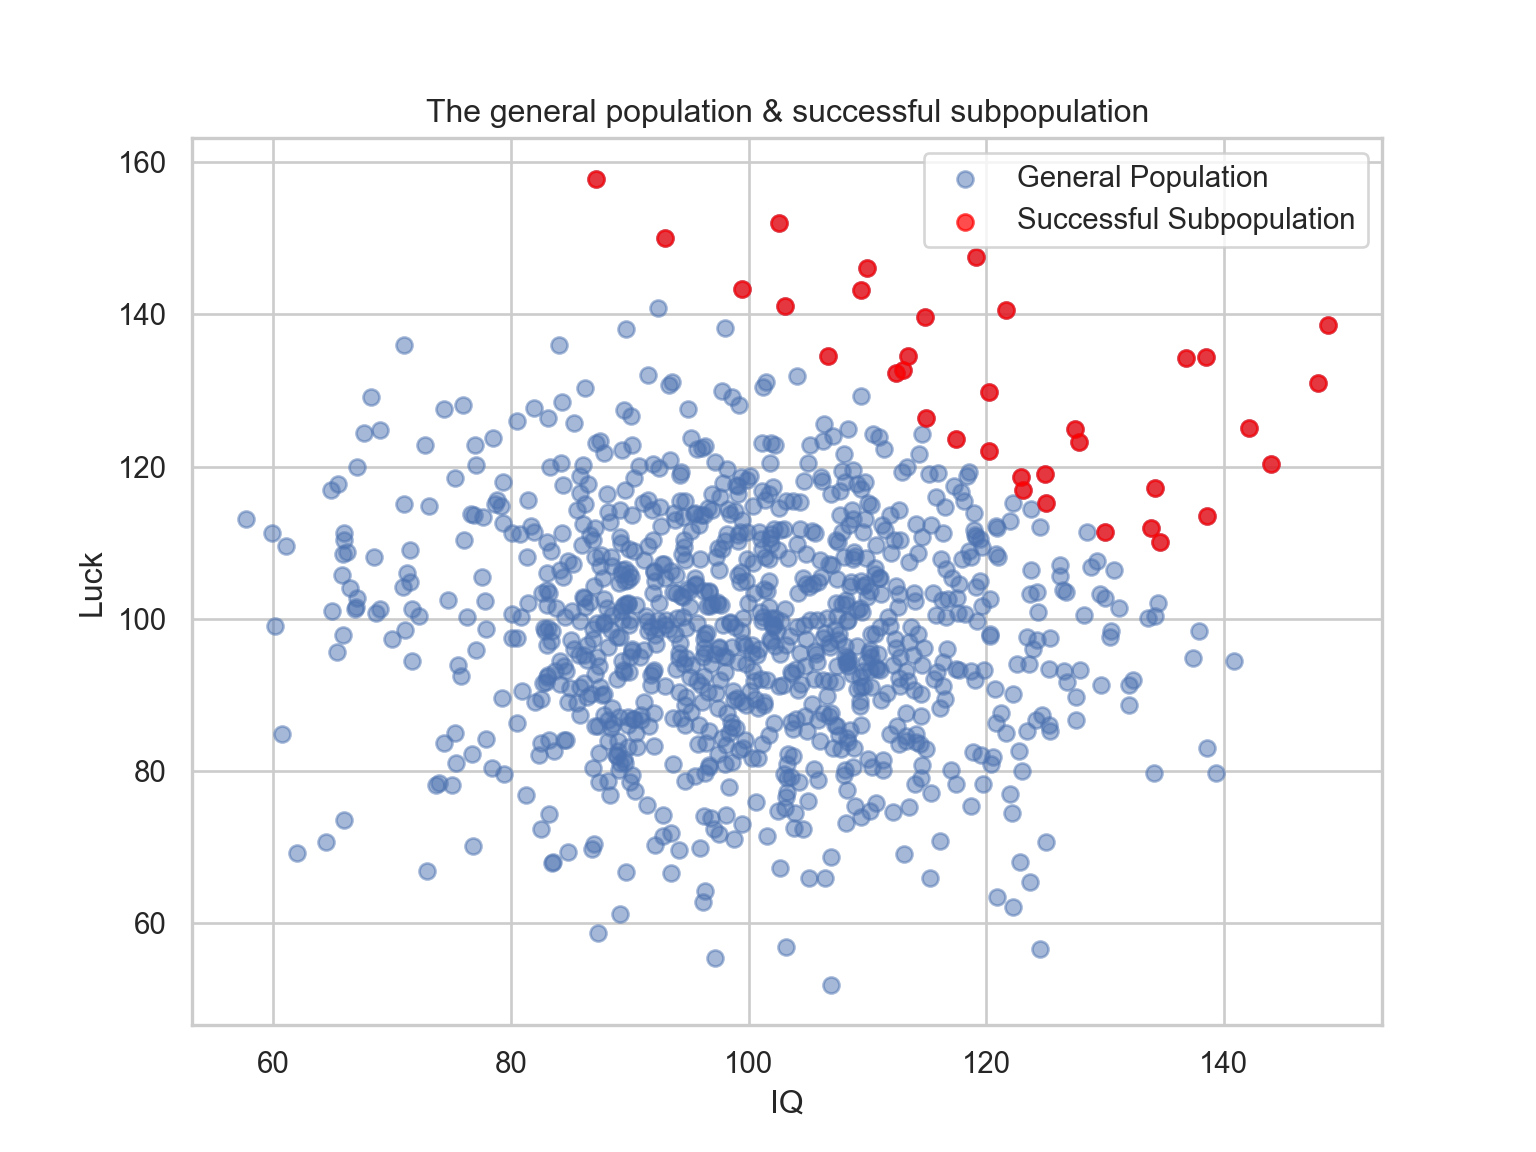 The general population & successful subpopulation
General Population
Successful Subpopulation
160
140
120
100
80
60
Luck
60 80 100 120 140
IQ